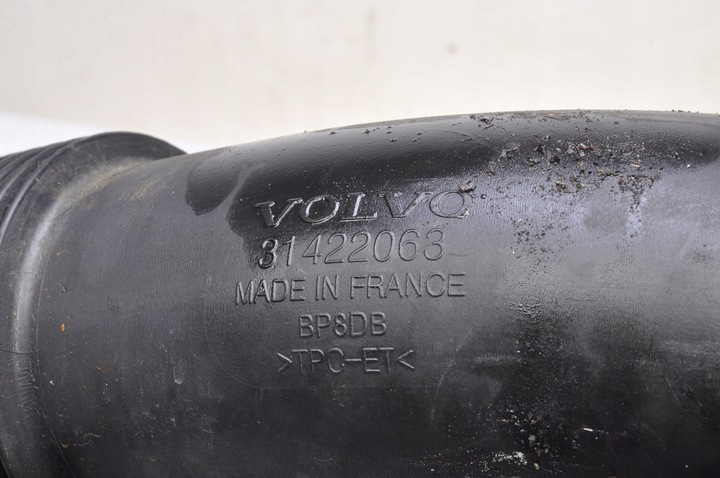 VOLVO
31422063
MADE IN FRANCE
BP8DB
>TPC-ET<